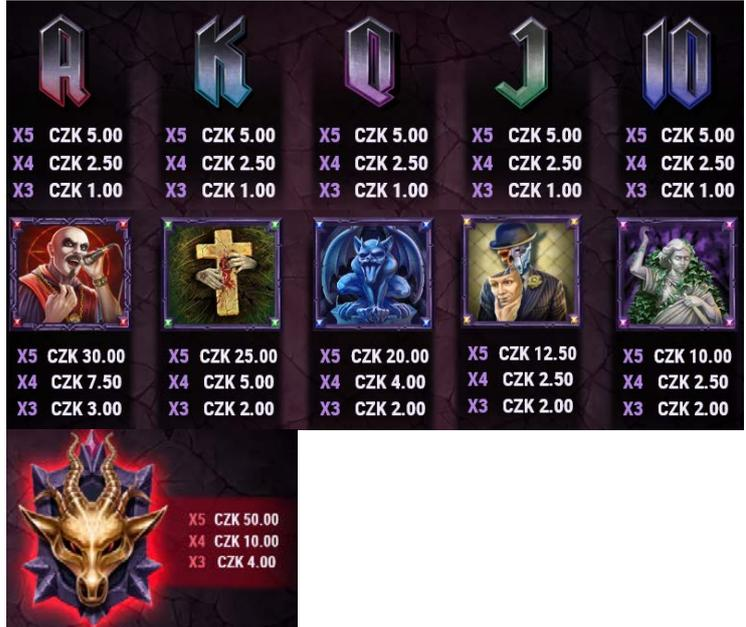 A K Q J 10
X5 CZK 5.00 X5 CZK 5.00 X5 CZK 5.00 X5 CZK 5.00 X5 CZK 5.00
X4 CZK 2.50 X4 CZK 2.50 X4 CZK 2.50 X4 CZK 2.50 X4 CZK 2.50
X3 CZK 1.00 X3 CZK 1.00 X3 CZK 1.00 X3 CZK 1.00 X3 CZK 1.00
X5 CZK 30.00 X5 CZK 25.00 X5 CZK 20.00 X5 CZK 12.50 X5 CZK 10.00
X4 CZK 7.50 X4 CZK 5.00 X4 CZK 4.00 X4 CZK 2.50 X4 CZK 2.50
X3 CZK 3.00 X3 CZK 2.00 X3 CZK 2.00 X3 CZK 2.00 X3 CZK 2.00
X5 CZK 50.00
X4 CZK 10.00
X3 CZK 4.00